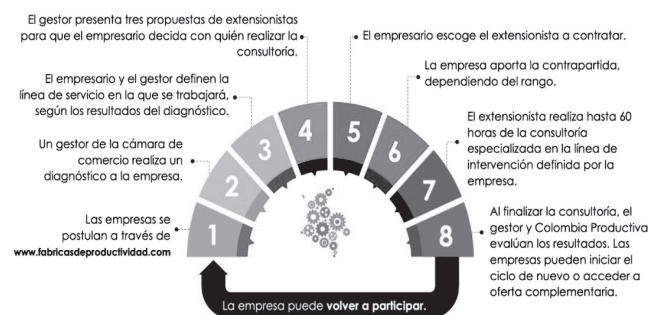 Las empresas se
postulan a través de
www.fabricasdeproductividad.com
1
Un gestor de la cámara de
comercio realiza un
diagnóstico a la empresa.
2
El empresario y el gestor definen la
línea de servicio en la que se trabajará,
según los resultados del diagnóstico.
3
El gestor presenta tres propuestas de extensionistas
para que el empresario decida con quién realizar la
consultoría.
4
El empresario escoge el extensionista a contratar.
5
La empresa aporta la contrapartida,
dependiendo del rango.
6
El extensionista realiza hasta 60
horas de la consultoría
especializada en la línea de
intervención definida por la
empresa.
7
Al finalizar la consultoría, el
gestor y Colombia Productiva
evalúan los resultados. Las
empresas pueden iniciar el
ciclo de nuevo o acceder a
oferta complementaria.
8
La empresa puede volver a participar.